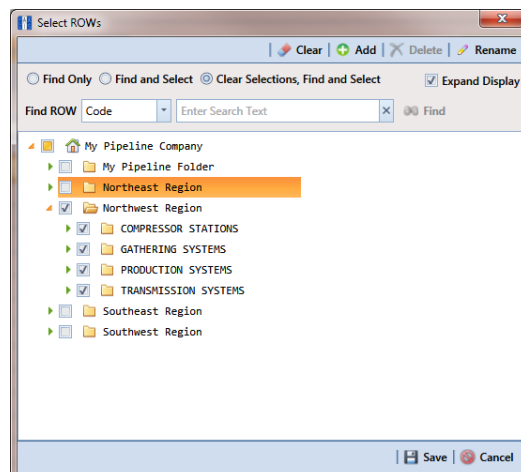 Select ROWs
Clear Add Delete Rename
Find Only Find and Select Clear Selections, Find and Select Expand Display
Find ROW Code Enter Search Text Find
My Pipeline Company
My Pipeline Folder
Northeast Region
Northwest Region
COMPRESSOR STATIONS
GATHERING SYSTEMS
PRODUCTION SYSTEMS
TRANSMISSION SYSTEMS
Southeast Region
Southwest Region
Save Cancel